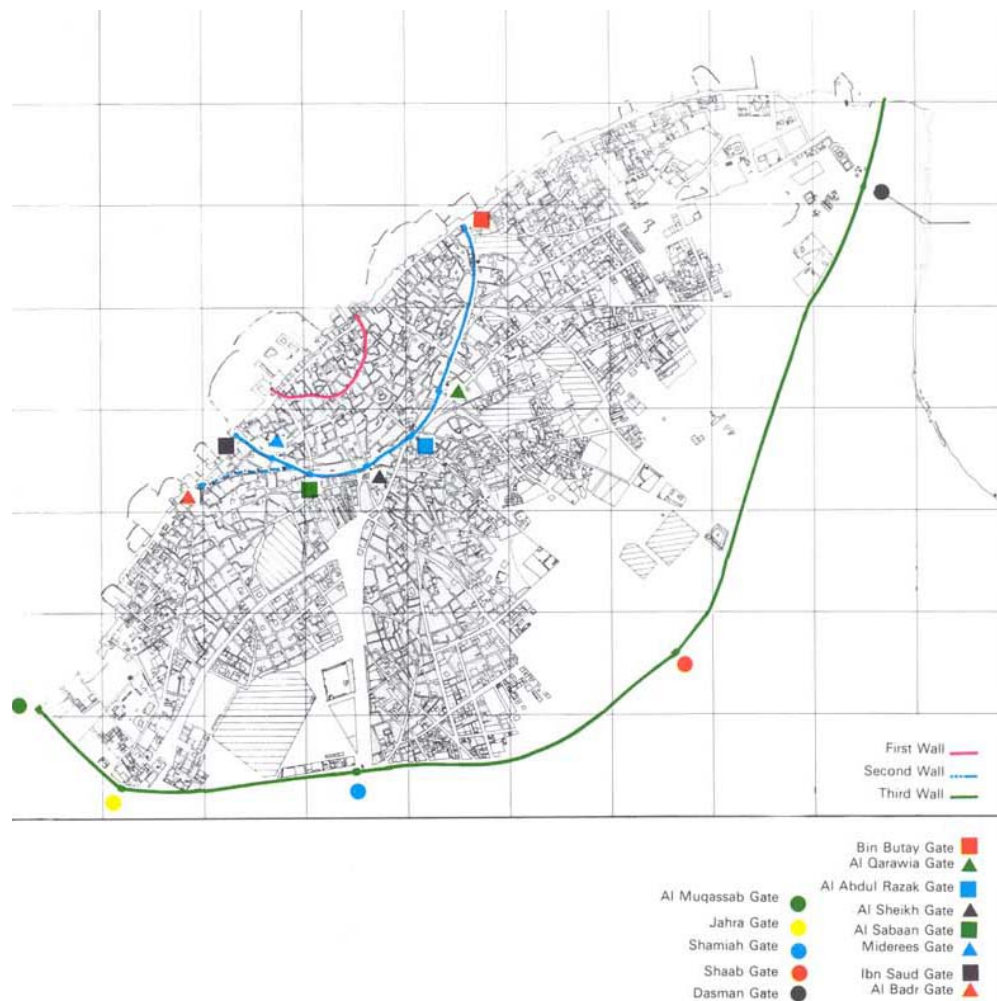 First Wall
Second Wall
Third Wall
Al Muqassab Gate
Jahra Gate
Shamiah Gate
Shaab Gate
Dasman Gate
Bin Butay Gate
Al Qarawia Gate
Al Abdul Razak Gate
Al Sheikh Gate
Al Sabaan Gate
Miderees Gate
Ibn Saud Gate
Al Badr Gate